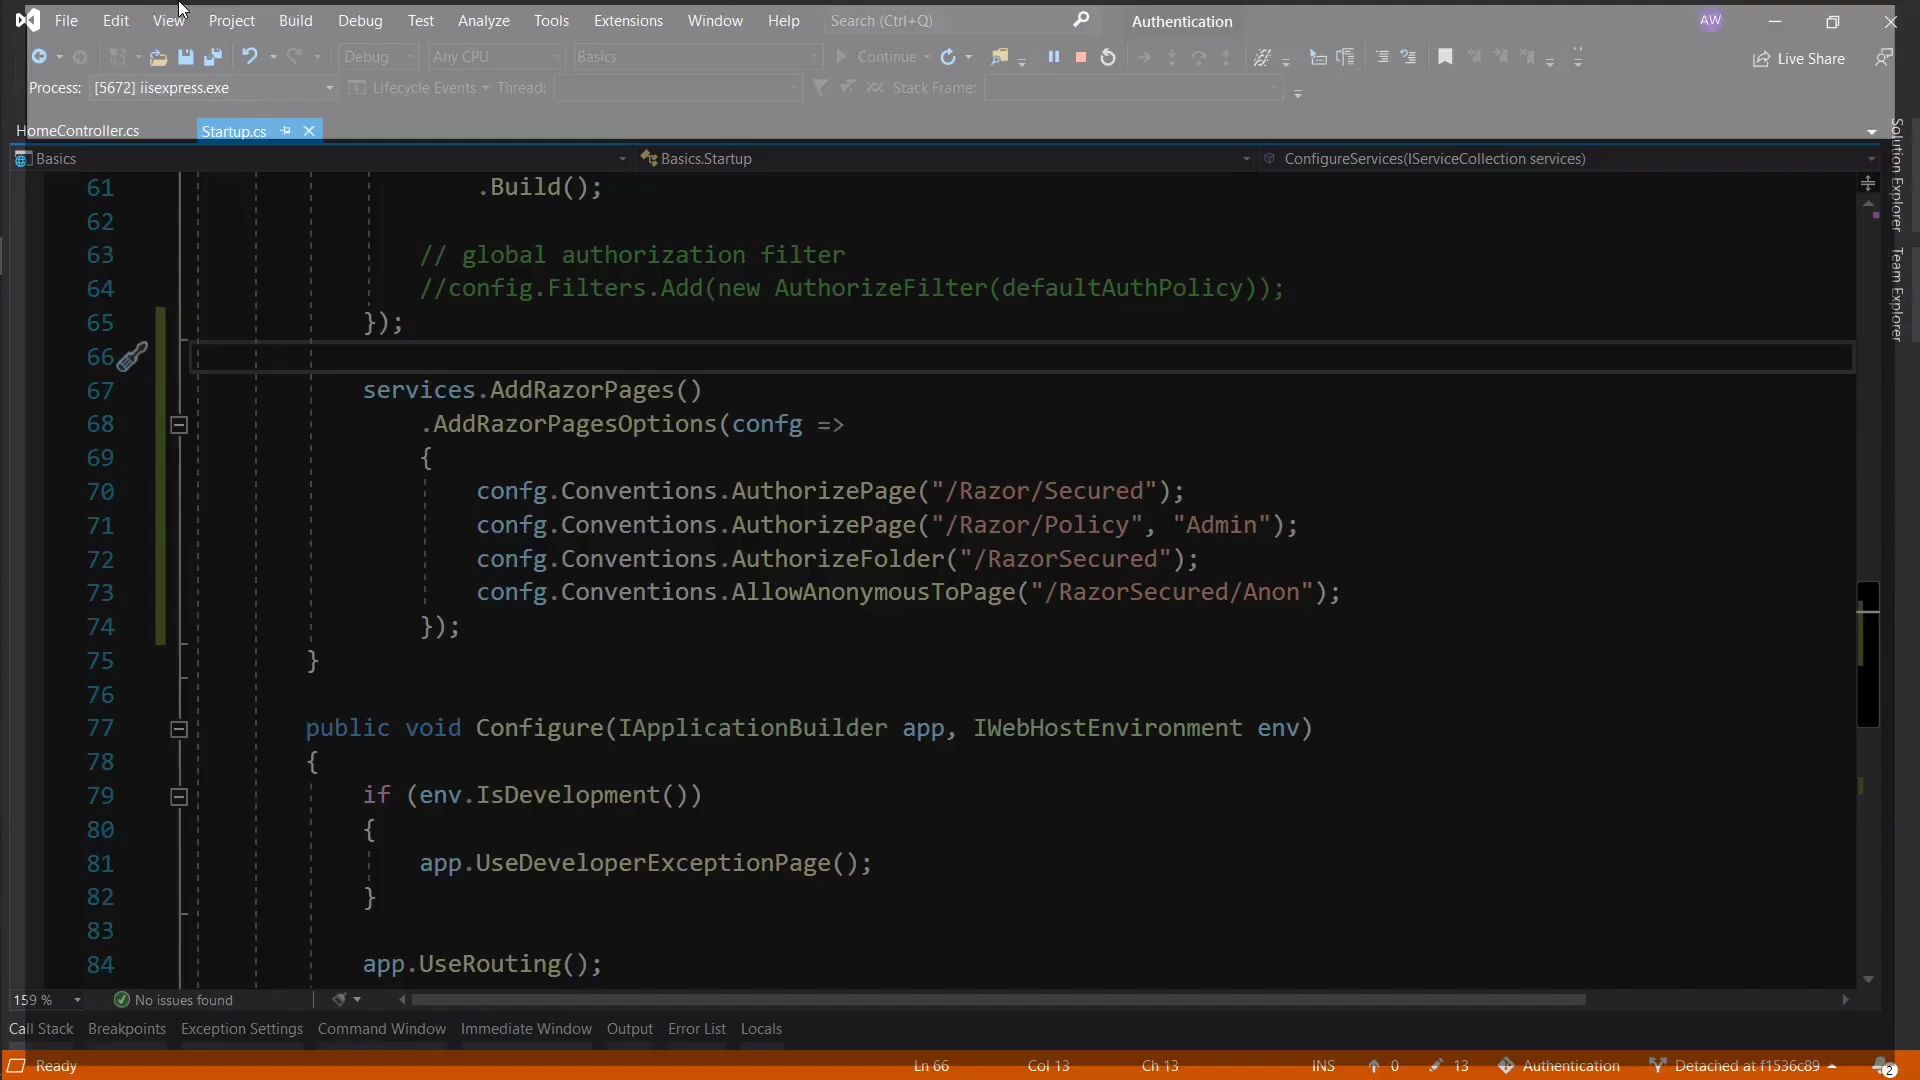 File Edit View Project Build Debug Test Analyze Tools Extensions Window Help Search (Ctrl+Q) Authentication AW
Debug Any CPU Basics Continue Live Share
Process: [5672] iisexpress.exe Lifecycle Events Thread: Stack Frame:
HomeController.cs Startup.cs
Basics Basics.Startup ConfigureServices(IServiceCollection services)
61 .Build();
62
63 // global authorization filter
64 //config.Filters.Add(new AuthorizeFilter(defaultAuthPolicy));
65 });
66
67 services.AddRazorPages()
68 .AddRazorPagesOptions(confg =>
69 {
70 confg.Conventions.AuthorizePage("/Razor/Secured");
71 confg.Conventions.AuthorizePage("/Razor/Policy", "Admin");
72 confg.Conventions.AuthorizeFolder("/RazorSecured");
73 confg.Conventions.AllowAnonymousToPage("/RazorSecured/Anon");
74 });
75 }
76
77 public void Configure(IApplicationBuilder app, IWebHostEnvironment env)
78 {
79 if (env.IsDevelopment())
80 {
81 app.UseDeveloperExceptionPage();
82 }
83
84 app.UseRouting();
Solution Explorer
Team Explorer
159 % No issues found
Call Stack Breakpoints Exception Settings Command Window Immediate Window Output Error List Locals
Ready Ln 66 Col 13 Ch 13 INS 0 13 Authentication Detached at f1536c89 2